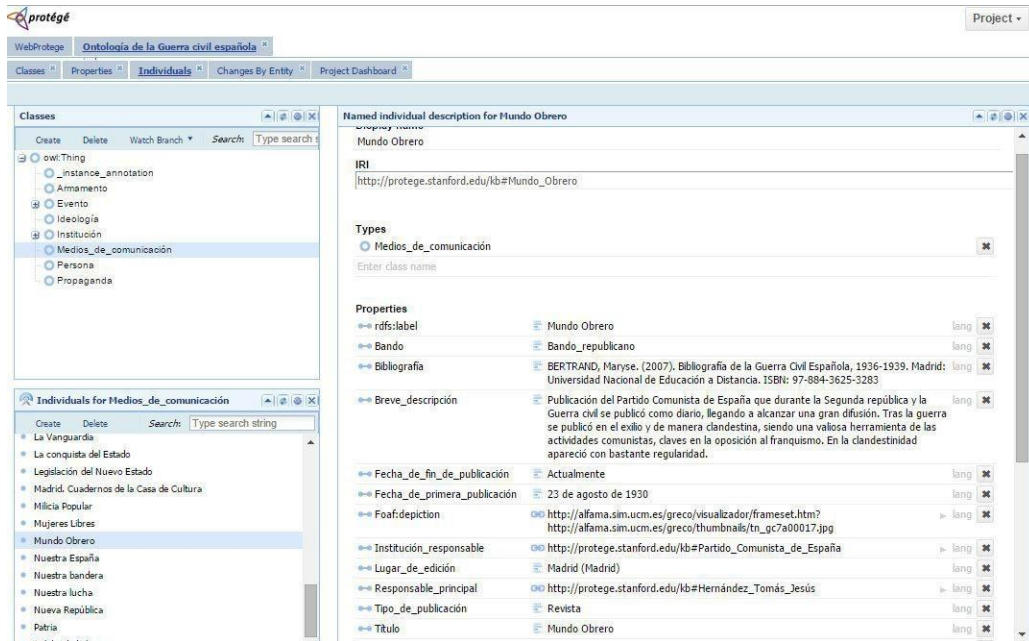 protégé
Project
WebProtege
Ontología de la Guerra civil española
Classes
Properties
Individuals
Changes By Entity
Project Dashboard
Classes
Create Delete Watch Branch Search: Type search s
owl:Thing
_instance_annotation
Armamento
Evento
Ideología
Institución
Medios_de_comunicación
Persona
Propaganda
Individuals for Medios_de_comunicación
Create Delete Search: Type search string
La Vanguardia
La conquista del Estado
Legislación del Nuevo Estado
Madrid. Cuadernos de la Casa de Cultura
Milicia Popular
Mujeres Libres
Mundo Obrero
Nuestra España
Nuestra bandera
Nuestra lucha
Nueva República
Patria
Named individual description for Mundo Obrero
Display name
Mundo Obrero
IRI
http://protege.stanford.edu/kb#Mundo_Obrero
Types
Medios_de_comunicación
Enter class name
Properties
rdfs:label Mundo Obrero lang
Bando Bando_republicano lang
Bibliografía BERTRAND, Maryse. (2007). Bibliografía de la Guerra Civil Española, 1936-1939. Madrid: lang
Universidad Nacional de Educación a Distancia. ISBN: 97-884-3625-3283
Breve_descripción Publicación del Partido Comunista de España que durante la Segunda república y la lang
Guerra civil se publicó como diario, llegando a alcanzar una gran difusión. Tras la guerra
se publicó en el exilio y de manera clandestina, siendo una valiosa herramienta de las
actividades comunistas, claves en la oposición al franquismo. En la clandestinidad
apareció con bastante regularidad.
Fecha_de_fin_de_publicación Actualmente lang
Fecha_de_primera_publicación 23 de agosto de 1930 lang
Foaf:depiction http://alfama.sim.ucm.es/greco/visualizador/frameset.htm? lang
http://alfama.sim.ucm.es/greco/thumbnails/tn_gc7a00017.jpg
Institución_responsable http://protege.stanford.edu/kb#Partido_Comunista_de_España lang
Lugar_de_edición Madrid (Madrid) lang
Responsable_principal http://protege.stanford.edu/kb#Hernández_Tomás_Jesús lang
Tipo_de_publicación Revista lang
Título Mundo Obrero lang